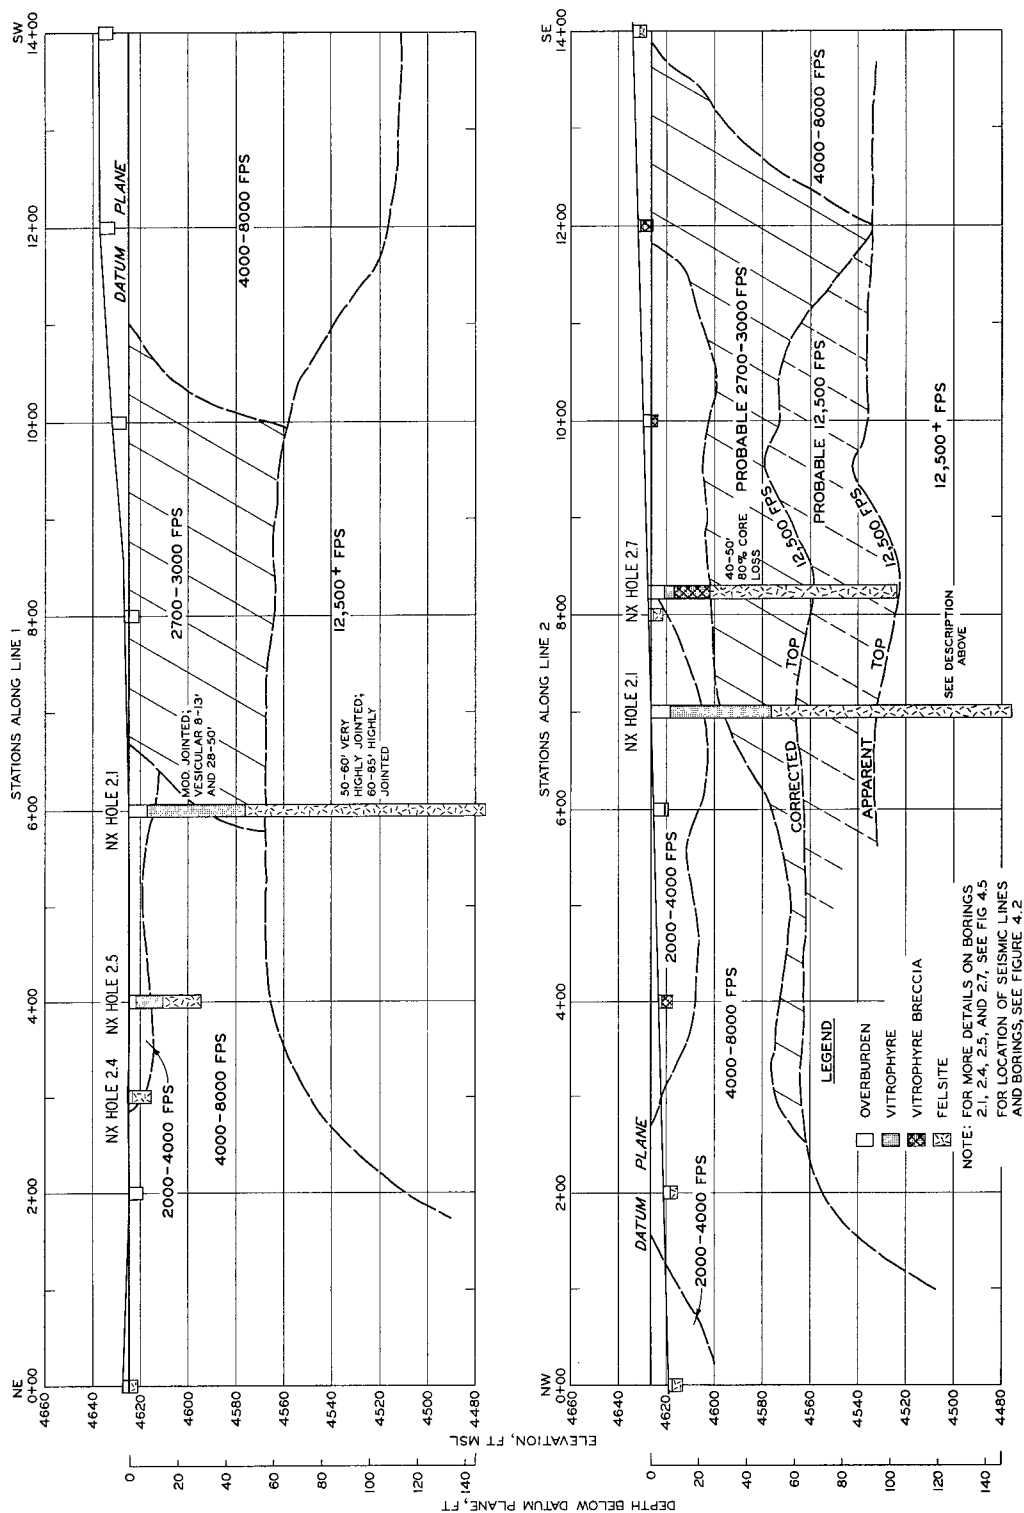 STATIONS ALONG LINE 1
NE
SW
0+00
2+00
4+00
6+00
8+00
10+00
12+00
14+00
NX HOLE 2.4
NX HOLE 2.5
NX HOLE 2.1
DATUM PLANE
2000-4000 FPS
4000-8000 FPS
MOD. JOINTED;
VESICULAR 8-13'
AND 28-50'
50-60' VERY
HIGHLY JOINTED;
60-85' HIGHLY
JOINTED
2700-3000 FPS
12,500+ FPS
4000-8000 FPS
4660
4640
4620
4600
4580
4560
4540
4520
4500
4480
0
20
40
60
80
100
120
140
ELEVATION, FT MSL
DEPTH BELOW DATUM PLANE, FT
STATIONS ALONG LINE 2
NW
SE
0+00
2+00
4+00
6+00
8+00
10+00
12+00
14+00
NX HOLE 2.1
NX HOLE 2.7
DATUM PLANE
2000-4000 FPS
2000-4000 FPS
4000-8000 FPS
40-50'
80% CORE
LOSS
PROBABLE 2700-3000 FPS
12,500 FPS
PROBABLE 12,500 FPS
12,500 FPS
TOP
TOP
CORRECTED
APPARENT
12,500+ FPS
4000-8000 FPS
SEE DESCRIPTION
ABOVE
4660
4640
4620
4600
4580
4560
4540
4520
4500
4480
0
20
40
60
80
100
120
140
LEGEND
OVERBURDEN
VITROPHYRE
VITROPHYRE BRECCIA
FELSITE
NOTE: FOR MORE DETAILS ON BORINGS
2.1, 2.4, 2.5, AND 2.7, SEE FIG 4.5
FOR LOCATION OF SEISMIC LINES
AND BORINGS, SEE FIGURE 4.2